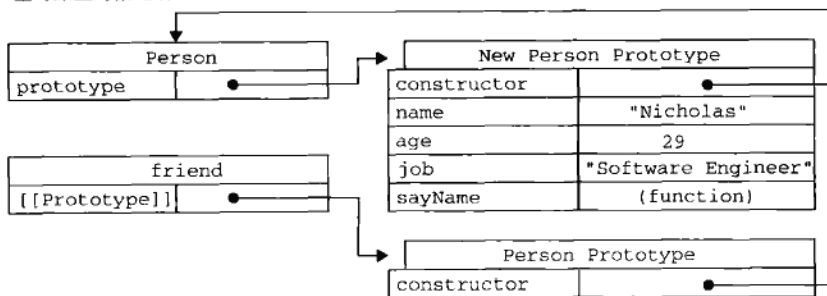 Person
prototype
New Person Prototype
constructor
name "Nicholas"
age 29
job "Software Engineer"
sayName (function)
friend
[[Prototype]]
Person Prototype
constructor